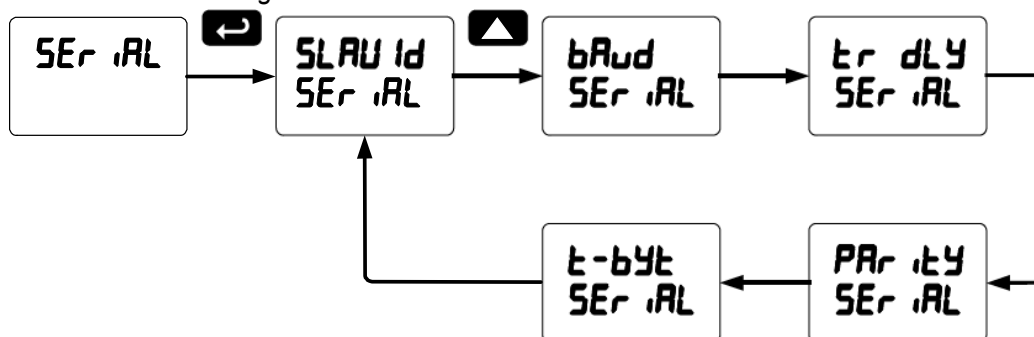 SEr iAL
SLAV Id
SEr iAL
bAud
SEr iAL
tr dLY
SEr iAL
t-bYt
SEr iAL
PAr itY
SEr iAL